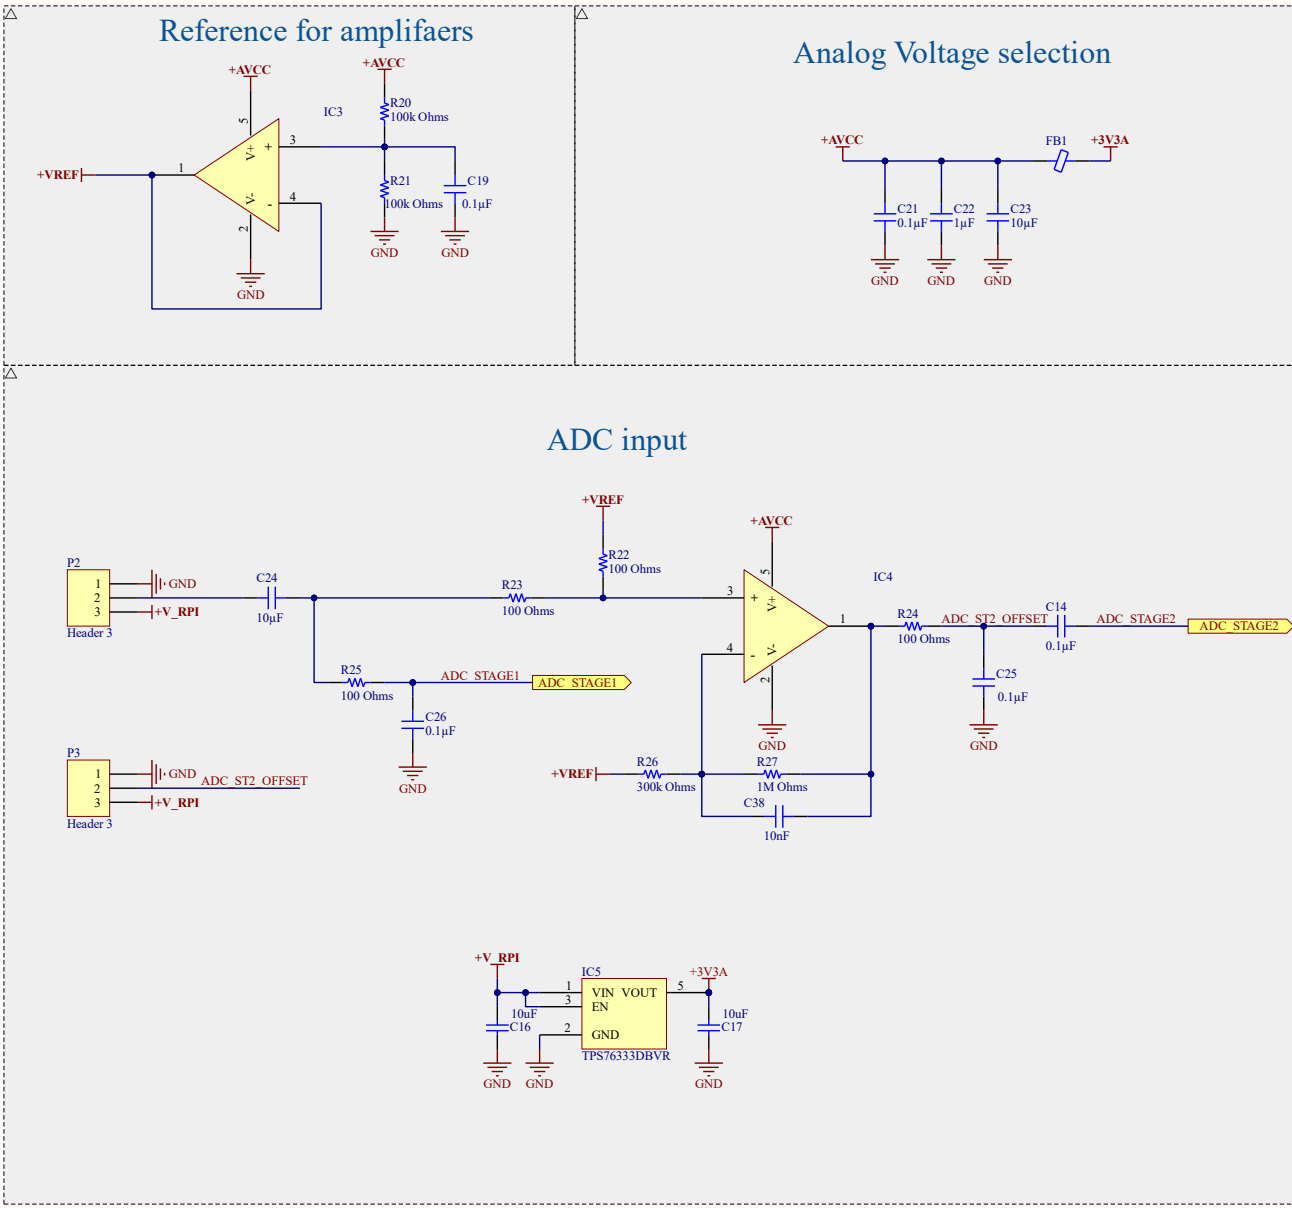 Reference for amplifaers
+AVCC
+AVCC
IC3
R20
100k Ohms
5
V+
+
3
1
+VREF
V-
-
4
2
R21
100k Ohms
C19
0.1µF
GND
GND
GND
Analog Voltage selection
+AVCC
FB1
+3V3A
C21
0.1µF
C22
1µF
C23
10µF
GND
GND
GND
ADC input
+VREF
R22
100 Ohms
+AVCC
IC4
5
V+
+
3
1
V-
-
4
2
GND
P2
1
2
3
GND
+V_RPI
Header 3
C24
10µF
R23
100 Ohms
R24
100 Ohms
ADC_ST2_OFFSET
C14
0.1µF
ADC_STAGE2
ADC_STAGE2
C25
0.1µF
GND
R25
100 Ohms
ADC_STAGE1
ADC_STAGE1
C26
0.1µF
GND
P3
1
2
3
GND
ADC_ST2_OFFSET
+V_RPI
Header 3
+VREF
R26
300k Ohms
R27
1M Ohms
C38
10nF
+V_RPI
IC5
+3V3A
1
VIN VOUT
5
3
EN
10uF
C16
2
GND
10uF
C17
TPS76333DBVR
GND
GND
GND